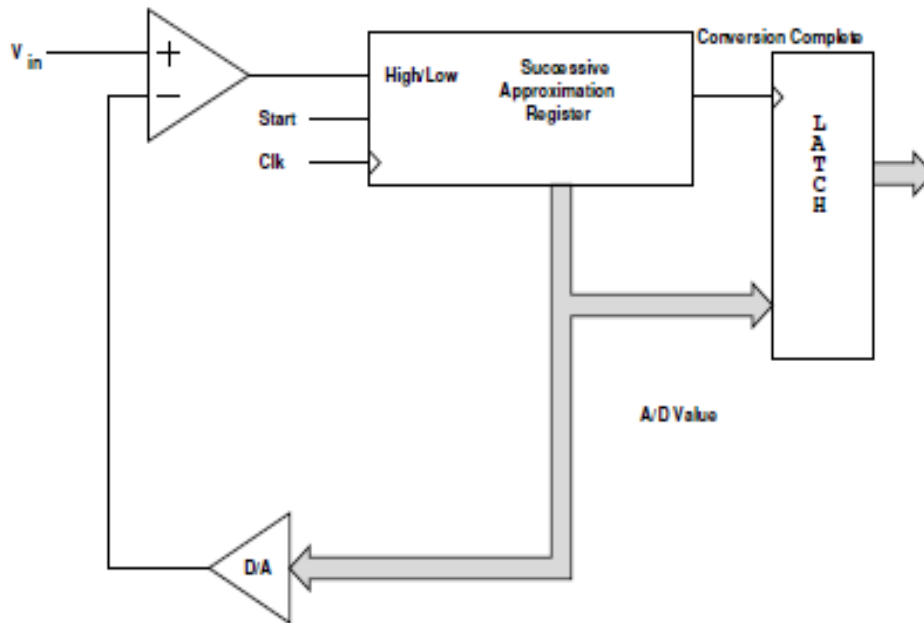 Conversion Complete
V in
+
−
High/Low
Successive
Approximation
Register
Start
Clk
L
A
T
C
H
A/D Value
D/A